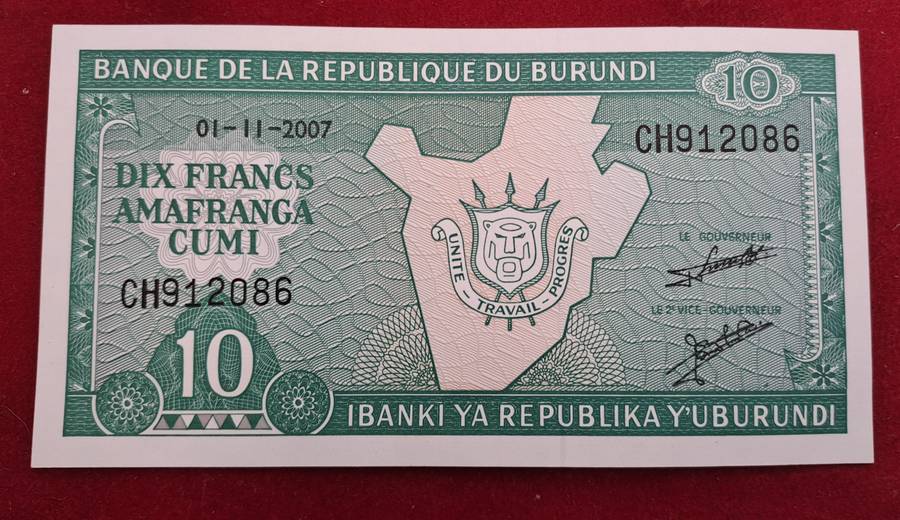 BANQUE DE LA REPUBLIQUE DU BURUNDI
10
01-11-2007
CH912086
DIX FRANCS
AMAFRANGA
CUMI
UNITE - TRAVAIL - PROGRES
LE GOUVERNEUR
CH912086
LE 2e VICE-GOUVERNEUR
10
IBANKI YA REPUBLIKA Y'UBURUNDI